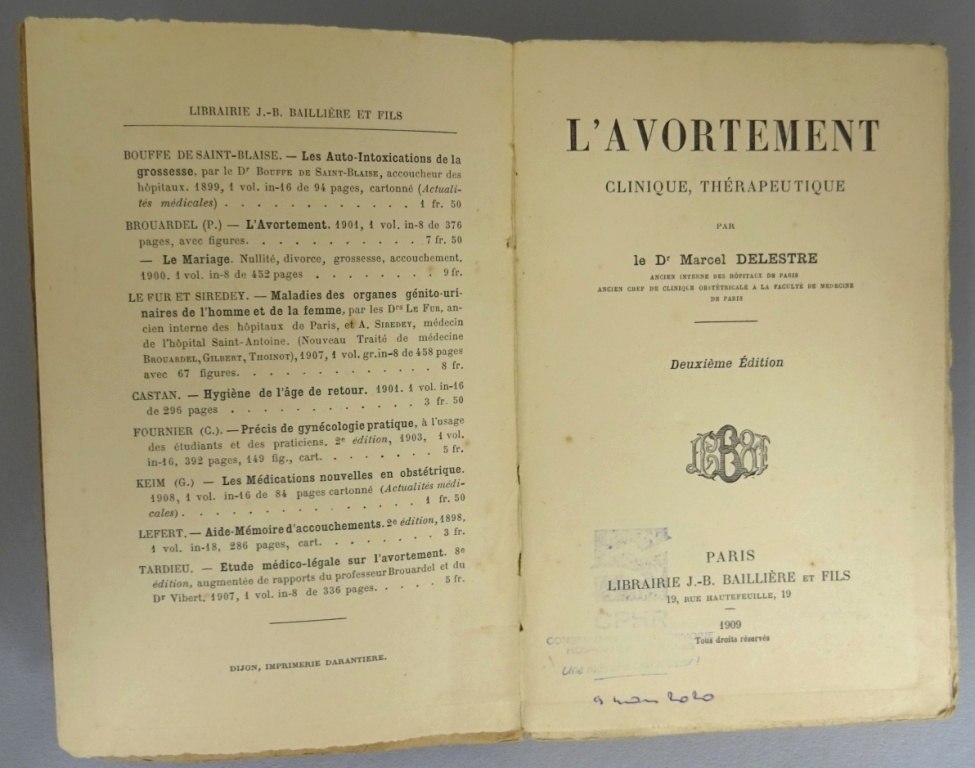 LIBRAIRIE J.-B. BAILLIÈRE ET FILS
BOUFFE DE SAINT-BLAISE. — Les Auto-Intoxications de la
grossesse, par le Dr BOUFFE DE SAINT-BLAISE, accoucheur des
hôpitaux. 1899, 1 vol. in-16 de 94 pages, cartonné (Actuali-
tés médicales) . . . . . . . . . . . . 1 fr. 50
BROUARDEL (P.) — L'Avortement. 1901, 1 vol. in-8 de 376
pages, avec figures. . . . . . . . . . . 7 fr. 50
— Le Mariage. Nullité, divorce, grossesse, accouchement.
1900. 1 vol. in-8 de 452 pages . . . . . . . . 9 fr.
LE FUR ET SIREDEY. — Maladies des organes génito-uri-
naires de l'homme et de la femme, par les Drs LE FUR, an-
cien interne des hôpitaux de Paris, et A. SIREDEY, médecin
de l'hôpital Saint-Antoine. (Nouveau Traité de médecine
BROUARDEL, GILBERT, THOINOT), 1907, 1 vol. gr. in-8 de 458 pages
avec 67 figures. . . . . . . . . . . . . 8 fr.
CASTAN. — Hygiène de l'âge de retour. 1901. 1 vol. in-16
de 296 pages . . . . . . . . . . . . 3 fr. 50
FOURNIER (C.). — Précis de gynécologie pratique, à l'usage
des étudiants et des praticiens. 2e édition, 1903, 1 vol.
in-16, 392 pages, 149 fig., cart. . . . . . . . 5 fr.
KEIM (G.) — Les Médications nouvelles en obstétrique.
1908, 1 vol. in-16 de 84 pages cartonné (Actualités médi-
cales) . . . . . . . . . . . . . . 1 fr. 50
LEFERT. — Aide-Mémoire d'accouchements. 2e édition, 1898,
1 vol. in-18, 286 pages, cart. . . . . . . . . 3 fr.
TARDIEU. — Etude médico-légale sur l'avortement. 8e
édition, augmentée de rapports du professeur Brouardel et du
Dr Vibert. 1907, 1 vol. in-8 de 336 pages. . . . . 5 fr.
DIJON, IMPRIMERIE DARANTIERE.
L'AVORTEMENT
CLINIQUE, THÉRAPEUTIQUE
PAR
le Dr Marcel DELESTRE
ANCIEN INTERNE DES HÔPITAUX DE PARIS
ANCIEN CHEF DE CLINIQUE OBSTÉTRICALE A LA FACULTÉ DE MÉDECINE
DE PARIS
Deuxième Édition
PARIS
LIBRAIRIE J.-B. BAILLIÈRE ET FILS
19, RUE HAUTEFEUILLE, 19
1909
Tous droits réservés
CPHR
9 mars 2020